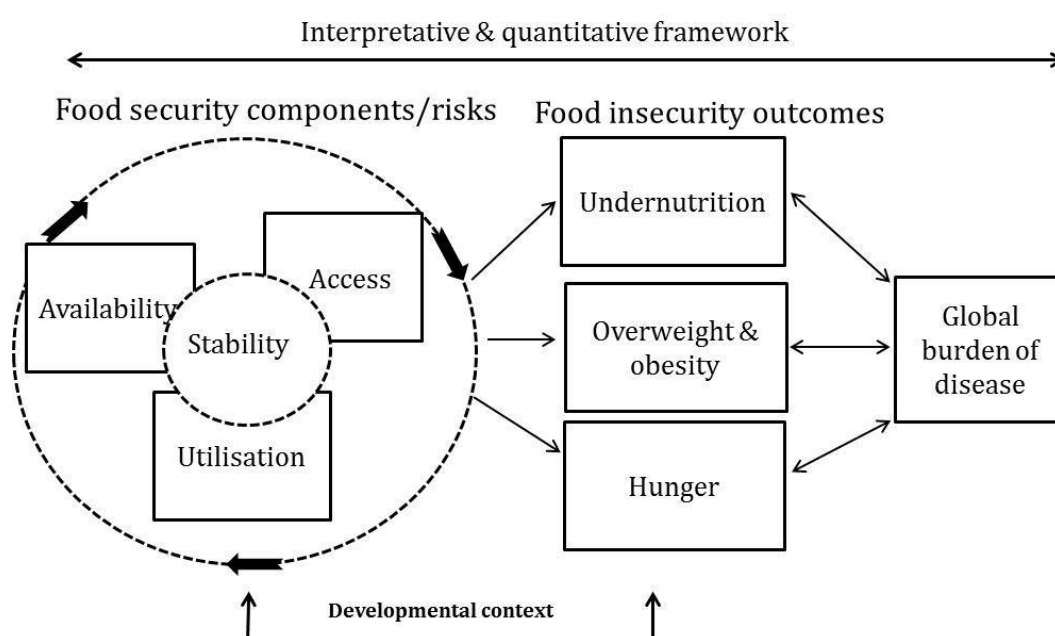 Interpretative & quantitative framework
Food security components/risks
Food insecurity outcomes
Undernutrition
Access
Availability
Stability
Overweight &
obesity
Global
burden of
disease
Utilisation
Hunger
Developmental context